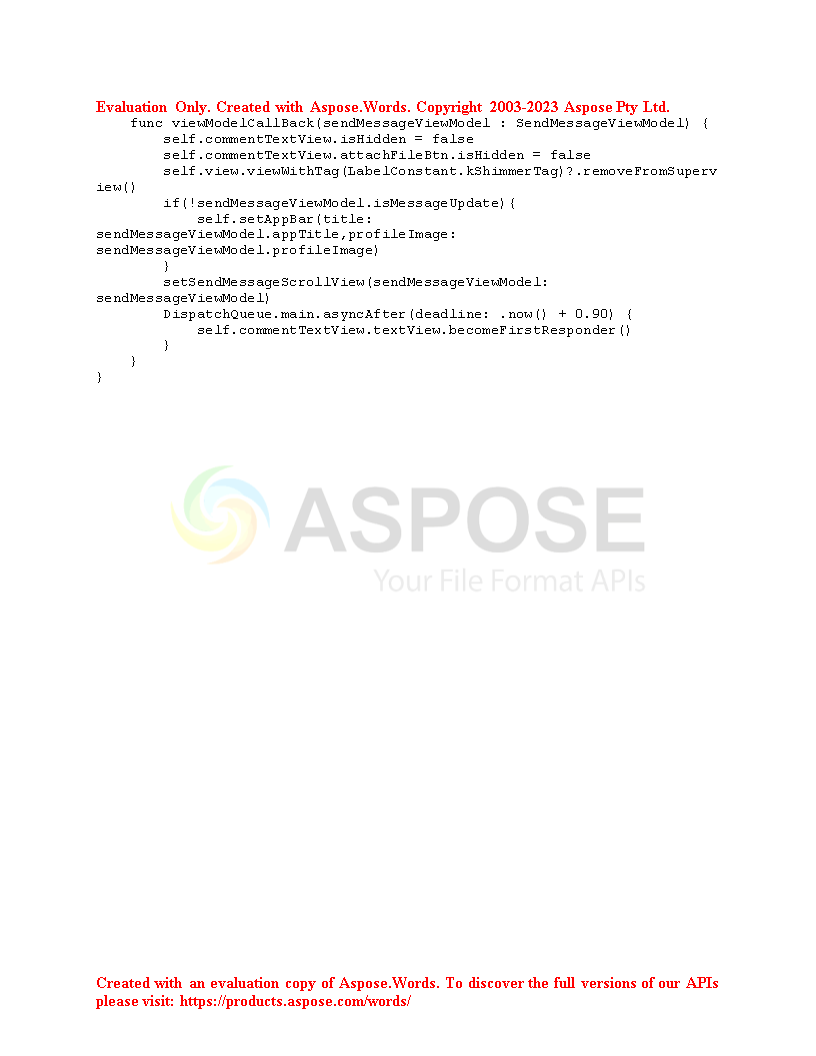 Evaluation Only. Created with Aspose.Words. Copyright 2003-2023 Aspose Pty Ltd.
    func viewModelCallBack(sendMessageViewModel : SendMessageViewModel) {
        self.commentTextView.isHidden = false
        self.commentTextView.attachFileBtn.isHidden = false
        self.view.viewWithTag(LabelConstant.kShimmerTag)?.removeFromSuperv
iew()
        if(!sendMessageViewModel.isMessageUpdate){
            self.setAppBar(title:
sendMessageViewModel.appTitle,profileImage:
sendMessageViewModel.profileImage)
        }
        setSendMessageScrollView(sendMessageViewModel:
sendMessageViewModel)
        DispatchQueue.main.asyncAfter(deadline: .now() + 0.90) {
            self.commentTextView.textView.becomeFirstResponder()
        }
    }
}
ASPOSE
Your File Format APIs
Created with an evaluation copy of Aspose.Words. To discover the full versions of our APIs
please visit: https://products.aspose.com/words/